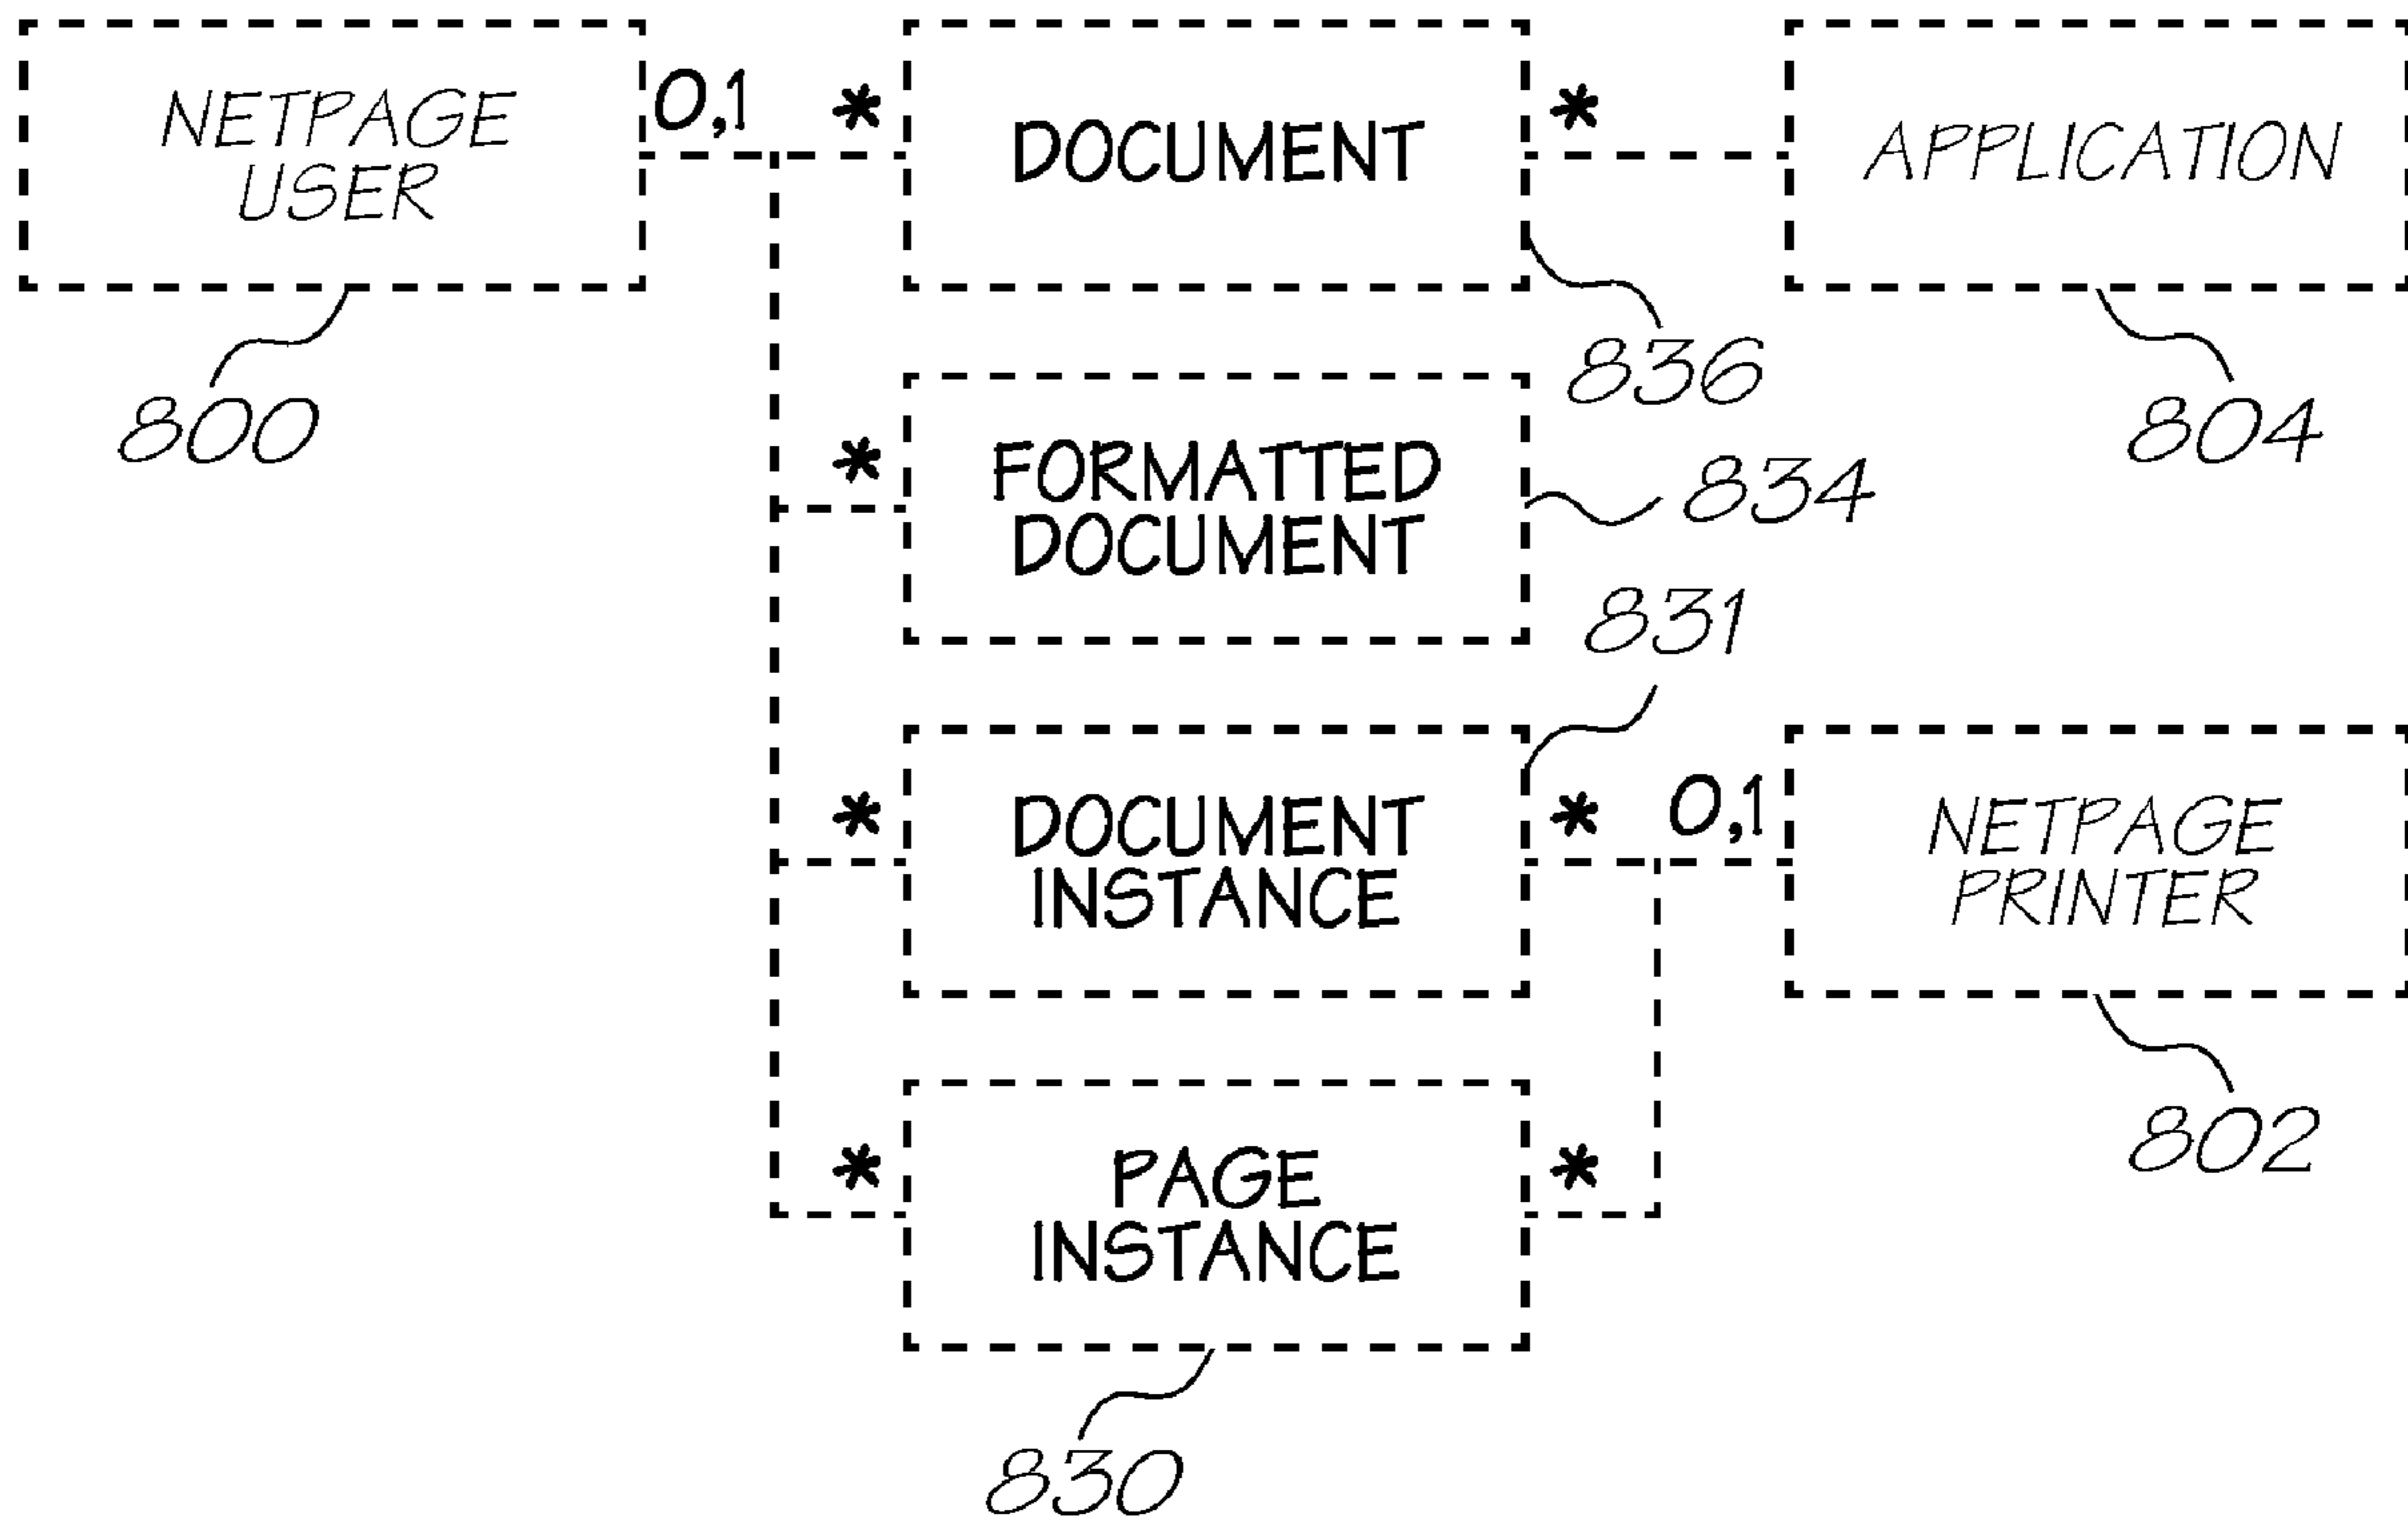 NETPAGE
USER
0,1
*
DOCUMENT
*
APPLICATION
800
836
804
*
FORMATTED
DOCUMENT
834
831
*
DOCUMENT
INSTANCE
*
0,1
NETPAGE
PRINTER
802
*
PAGE
INSTANCE
*
830